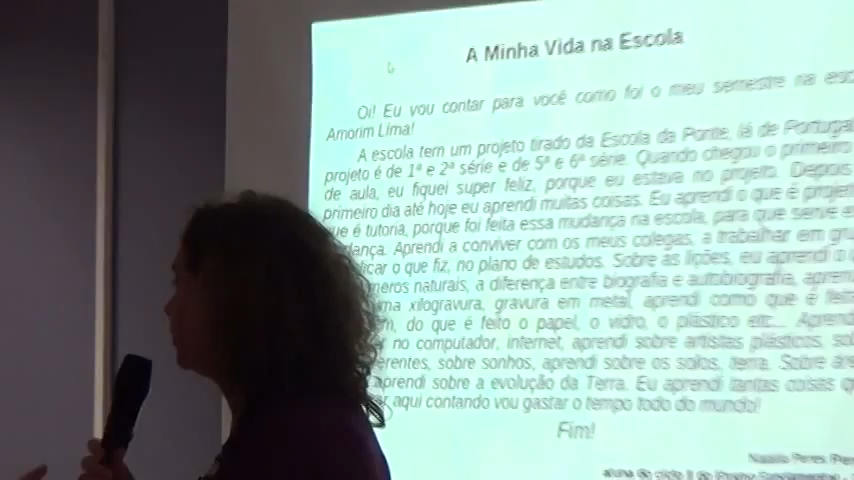 A Minha Vida na Escola
Oi! Eu vou contar para você como foi o meu semestre na
Amorim Lima!
A escola tem um projeto tirado da Escola da Ponte, lá de Portugal
projeto é de 1ª e 2ª série e de 5ª e 6ª série. Quando chegou o primeiro
de aula, eu fiquei super feliz, porque eu estava no projeto. Depois
primeiro dia até hoje eu aprendi muitas coisas. Eu aprendi o que é
que é tutoria, porque foi feita essa mudança na escola, para que serve
dança. Aprendi a conviver com os meus colegas, a trabalhar em
licar o que fiz, no plano de estudos. Sobre as lições, eu aprendi o
meros naturais, a diferença entre biografia e autobiografia,
ma xilogravura, gravura em metal, aprendi como que é
do que é feito o papel, o vidro, o plástico etc...
no computador, internet, aprendi sobre artistas plásticos,
erentes, sobre sonhos, aprendi sobre os solos, terra. Sobre
aprendi sobre a evolução da Terra. Eu aprendi tantas coisas
aqui contando vou gastar o tempo todo do mundo!
Fim!
Peres